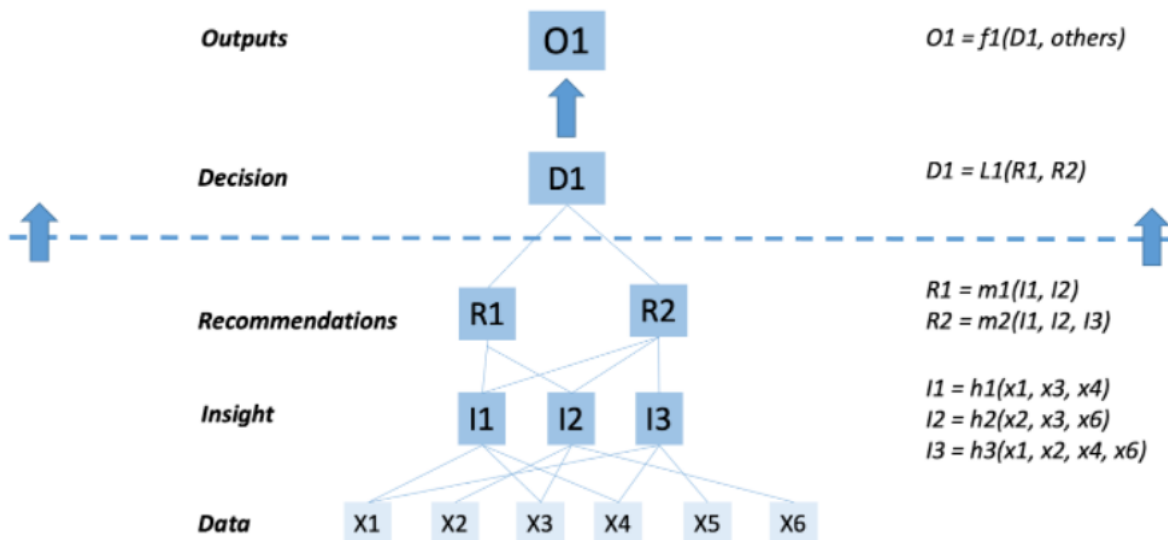 Outputs
O1
O1 = f1(D1, others)
Decision
D1
D1 = L1(R1, R2)
Recommendations
R1
R2
R1 = m1(I1, I2)
R2 = m2(I1, I2, I3)
Insight
I1
I2
I3
I1 = h1(x1, x3, x4)
I2 = h2(x2, x3, x6)
I3 = h3(x1, x2, x4, x6)
Data
X1
X2
X3
X4
X5
X6